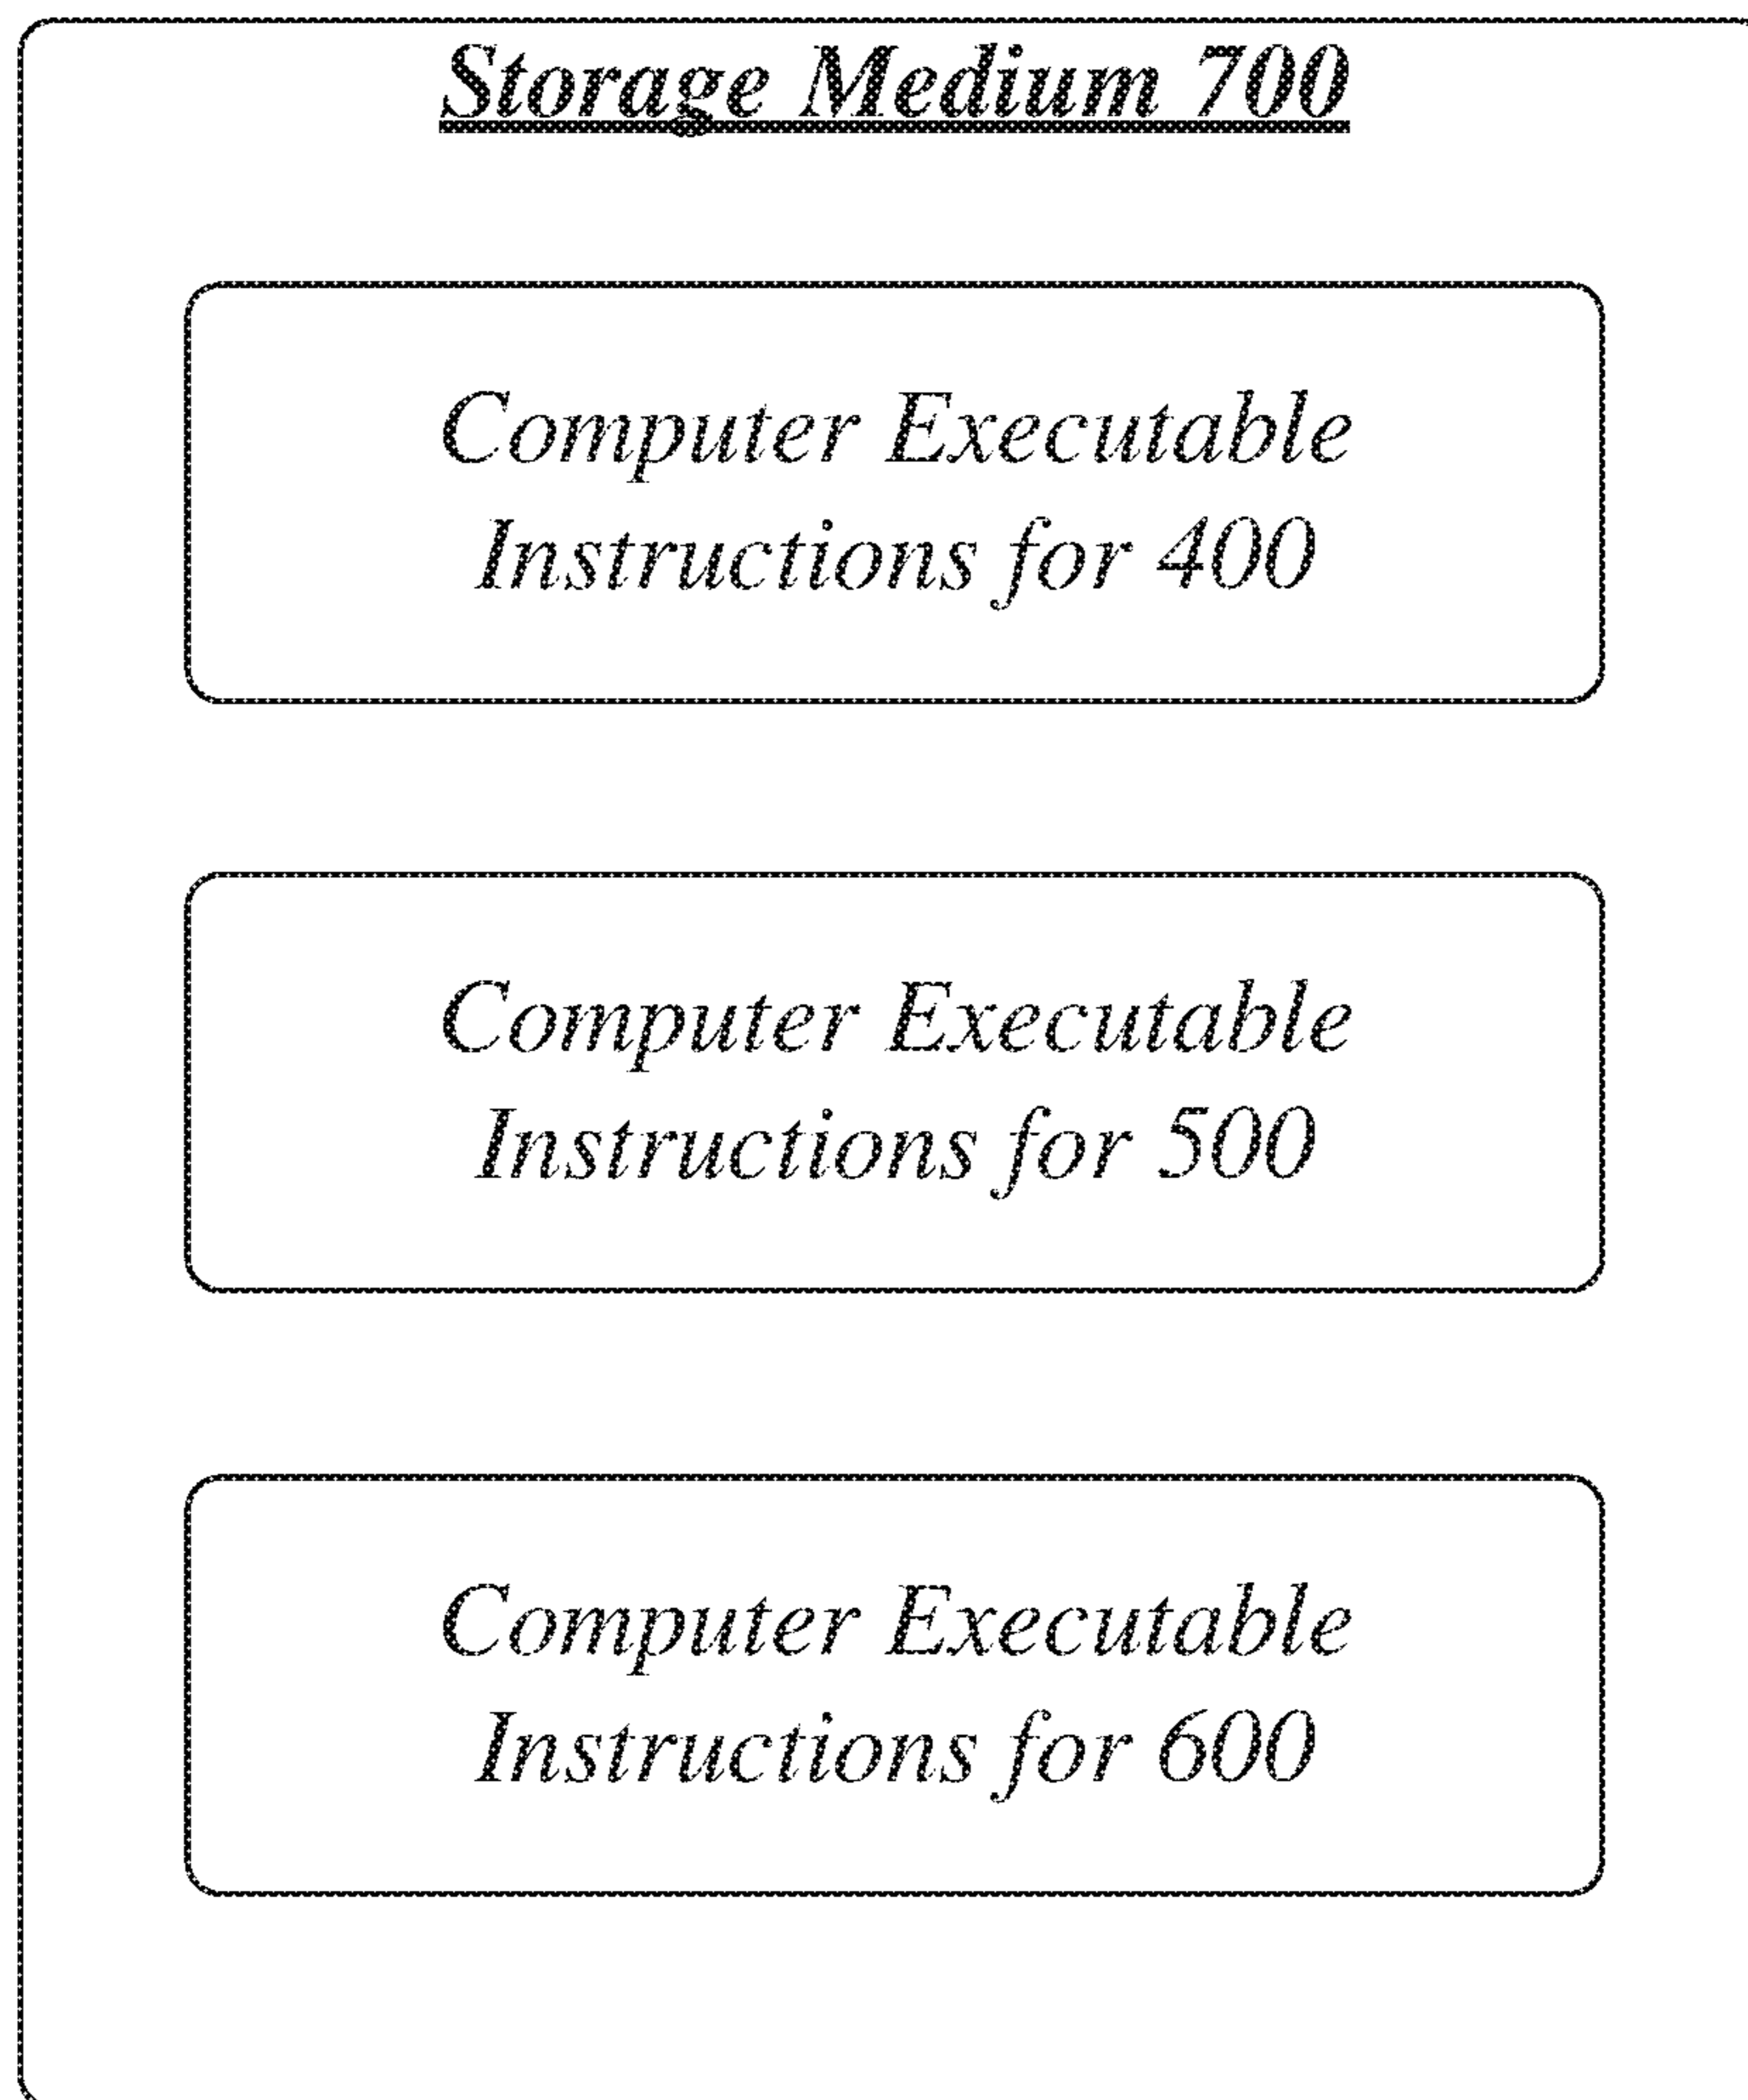 Storage Medium 700
Computer Executable
Instructions for 400
Computer Executable
Instructions for 500
Computer Executable
Instructions for 600